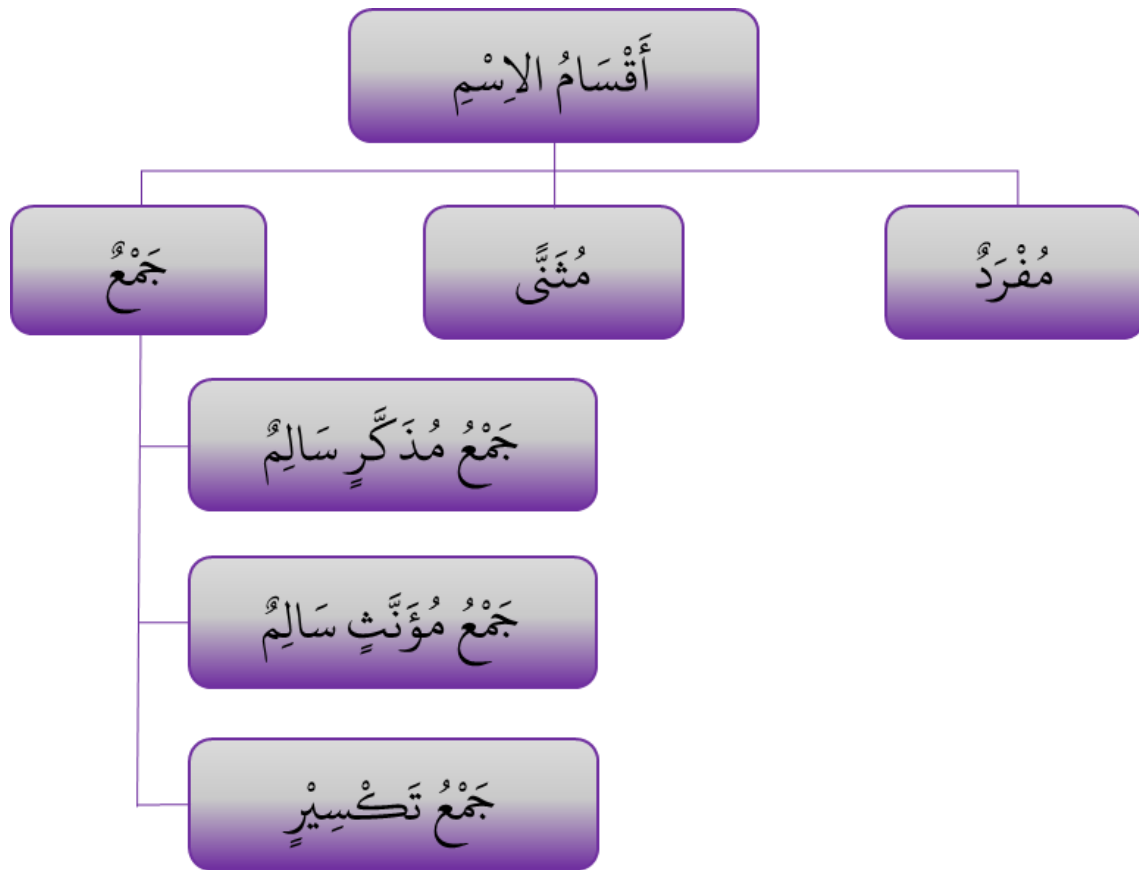 أَقْسَامُ الاِسْمِ
مُفْرَدٌ
مُثَنًّى
جَمْعٌ
جَمْعُ مُذَكَّرٍ سَالِمٌ
جَمْعُ مُؤَنَّثٍ سَالِمٌ
جَمْعُ تَكْسِيْرٍ